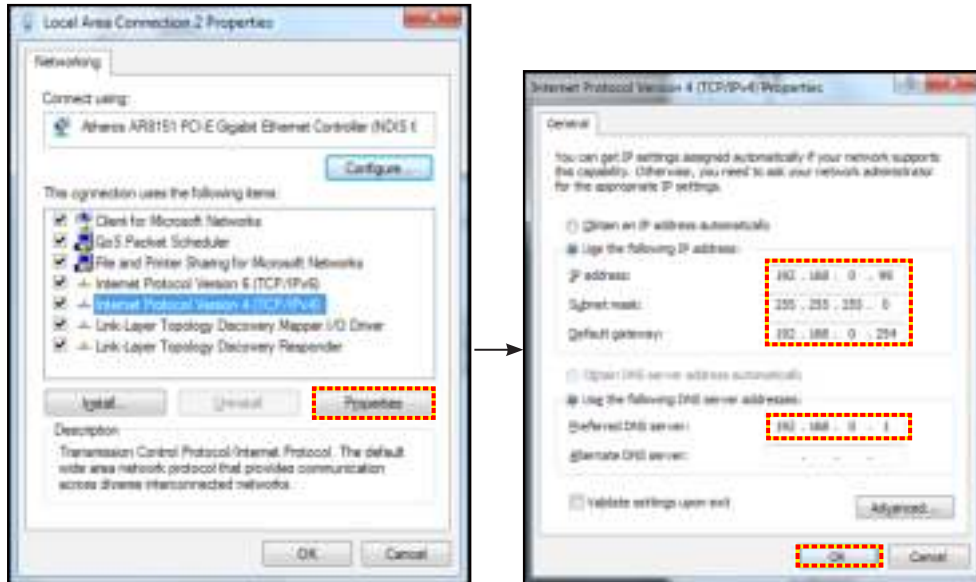 Local Area Connection 2 Properties
Networking
Connect using:
Atheros AR8151 PCI-E Gigabit Ethernet Controller (NDIS 6
Configure...
This connection uses the following items:
Client for Microsoft Networks
QoS Packet Scheduler
File and Printer Sharing for Microsoft Networks
Internet Protocol Version 6 (TCP/IPv6)
Internet Protocol Version 4 (TCP/IPv4)
Link-Layer Topology Discovery Mapper I/O Driver
Link-Layer Topology Discovery Responder
Install...
Uninstall
Properties
Description
Transmission Control Protocol/Internet Protocol. The default
wide area network protocol that provides communication
across diverse interconnected networks.
OK
Cancel
Internet Protocol Version 4 (TCP/IPv4) Properties
General
You can get IP settings assigned automatically if your network supports
this capability. Otherwise, you need to ask your network administrator
for the appropriate IP settings.
Obtain an IP address automatically
Use the following IP address:
IP address: 192 . 168 . 0 . 99
Subnet mask: 255 . 255 . 255 . 0
Default gateway: 192 . 168 . 0 . 254
Obtain DNS server address automatically
Use the following DNS server addresses:
Preferred DNS server: 192 . 168 . 0 . 1
Alternate DNS server: . . .
Validate settings upon exit
Advanced...
OK
Cancel